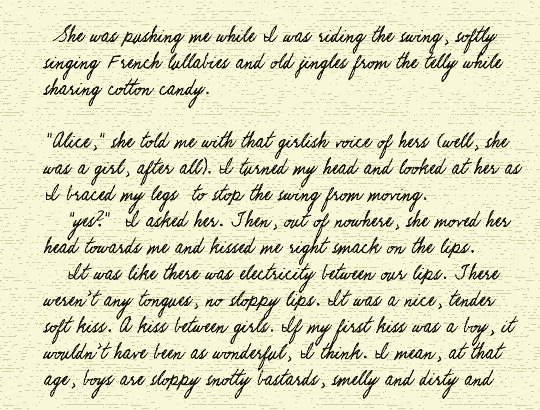 She was pushing me while I was riding the swing, softly
singing French lullabies and old jingles from the telly while
sharing cotton candy.
"Alice," she told me with that girlish voice of hers (well, she
was a girl, after all). I turned my head and looked at her as
I braced my legs to stop the swing from moving.
"yes?" I asked her. Then, out of nowhere, she moved her
head towards me and kissed me right smack on the lips.
It was like there was electricity between our lips. There
weren't any tongues, no sloppy lips. It was a nice, tender
soft kiss. A kiss between girls. If my first kiss was a boy, it
wouldn't have been as wonderful, I think. I mean, at that
age, boys are sloppy snotty bastards, smelly and dirty and